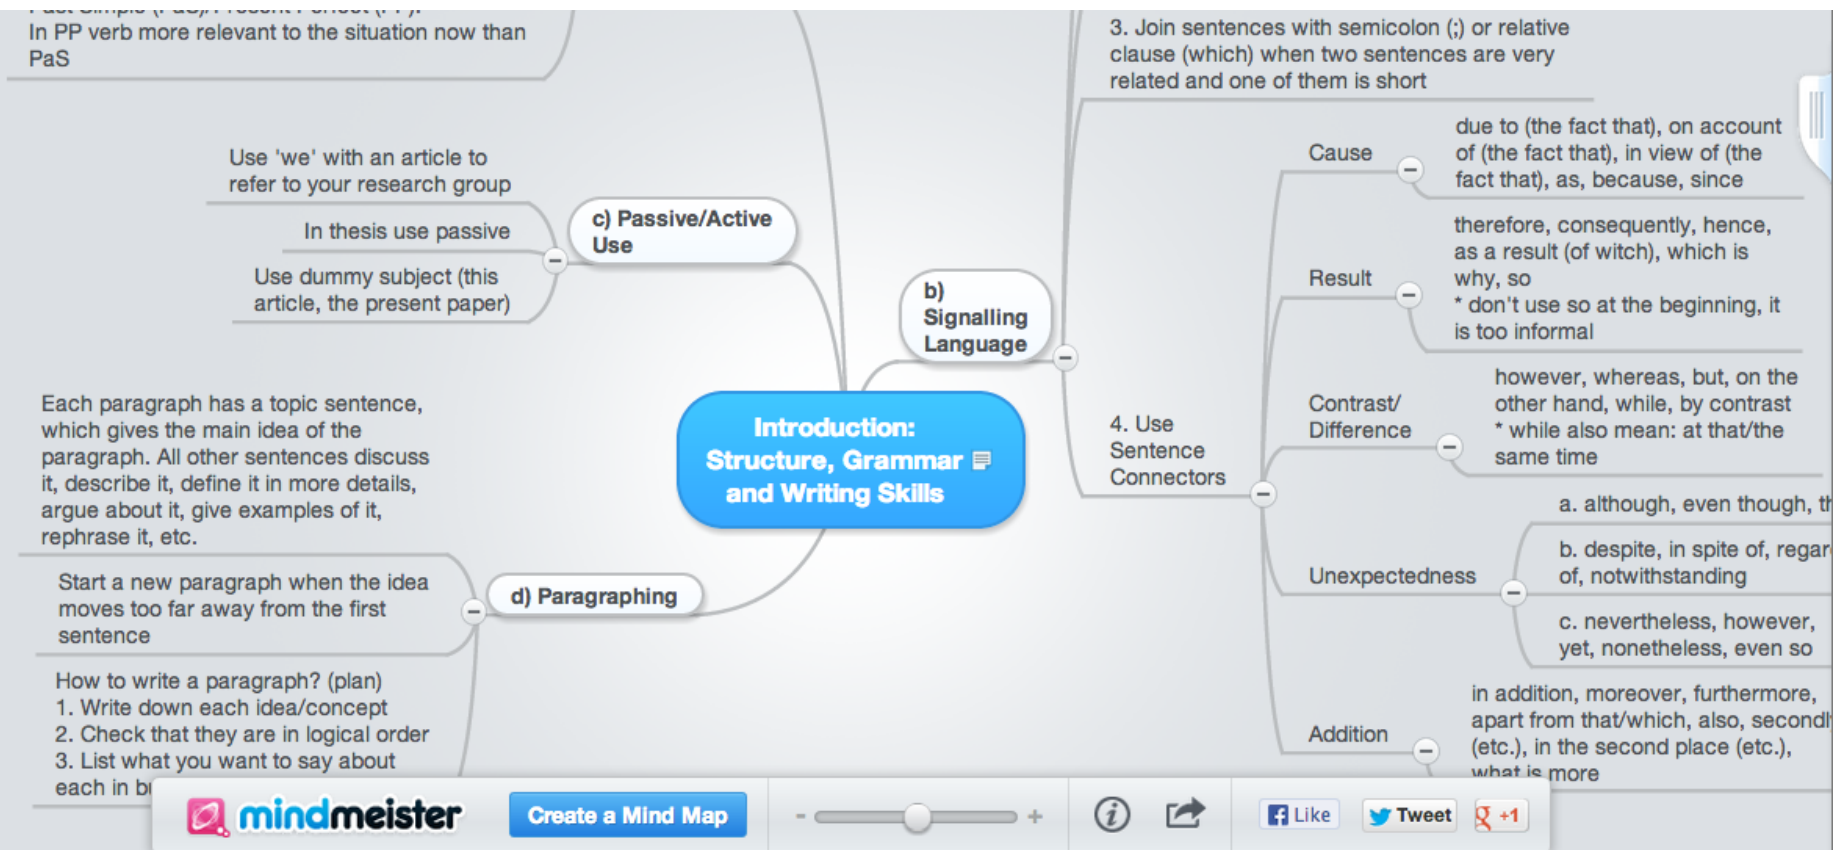 In PP verb more relevant to the situation now than
PaS
Use 'we' with an article to
refer to your research group
In thesis use passive
Use dummy subject (this
article, the present paper)
c) Passive/Active
Use
Each paragraph has a topic sentence,
which gives the main idea of the
paragraph. All other sentences discuss
it, describe it, define it in more details,
argue about it, give examples of it,
rephrase it, etc.
Start a new paragraph when the idea
moves too far away from the first
sentence
How to write a paragraph? (plan)
1. Write down each idea/concept
2. Check that they are in logical order
3. List what you want to say about
each in
d) Paragraphing
Introduction:
Structure, Grammar
and Writing Skills
b)
Signalling
Language
3. Join sentences with semicolon (;) or relative
clause (which) when two sentences are very
related and one of them is short
4. Use
Sentence
Connectors
Cause
due to (the fact that), on account
of (the fact that), in view of (the
fact that), as, because, since
Result
therefore, consequently, hence,
as a result (of witch), which is
why, so
* don't use so at the beginning, it
is too informal
Contrast/
Difference
however, whereas, but, on the
other hand, while, by contrast
* while also mean: at that/the
same time
Unexpectedness
a. although, even though,
b. despite, in spite of,
of, notwithstanding
c. nevertheless, however,
yet, nonetheless, even so
Addition
in addition, moreover, furthermore,
apart from that/which, also,
(etc.), in the second place (etc.),
what is more
mindmeister
Create a Mind Map
- +
Like
Tweet
+1